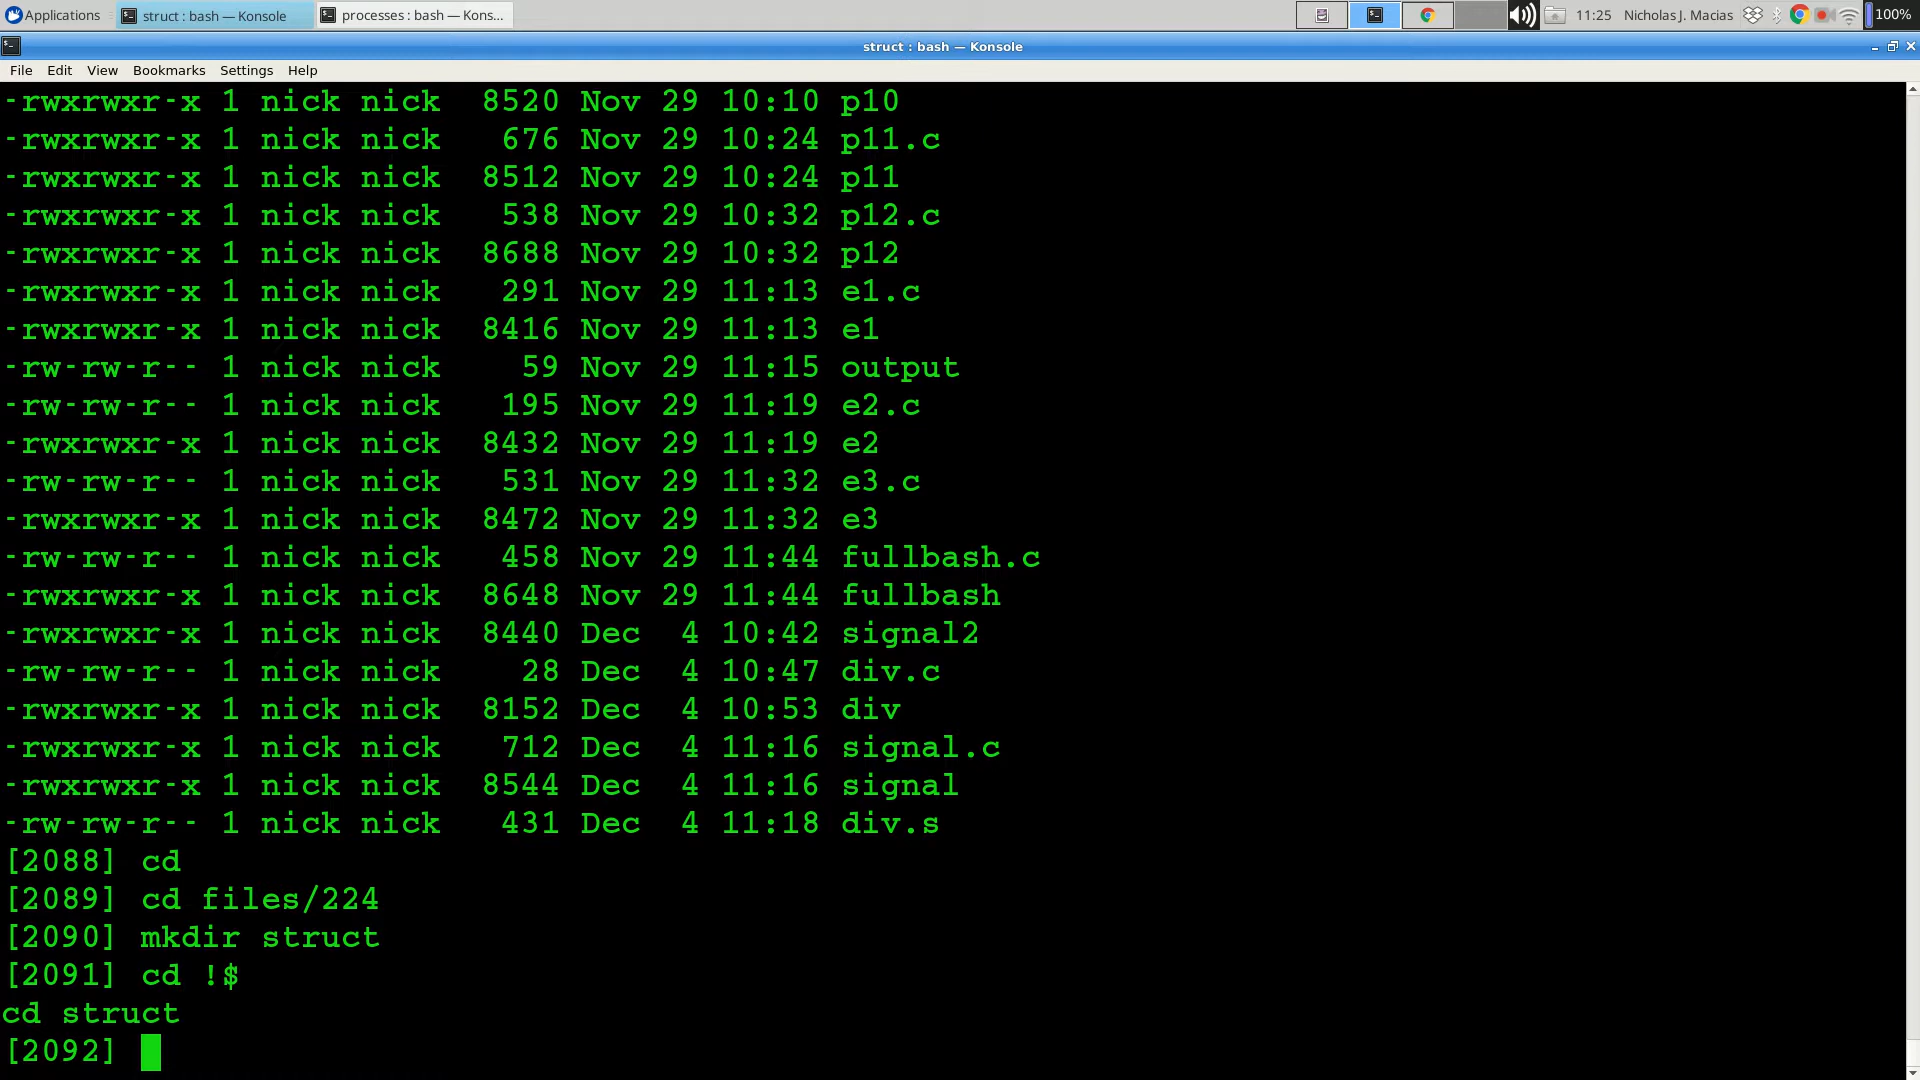 Applications struct : bash — Konsole processes : bash — Kons... 11:25 Nicholas J. Macias 100%
struct : bash — Konsole
File Edit View Bookmarks Settings Help
-rwxrwxr-x 1 nick nick 8520 Nov 29 10:10 p10
-rwxrwxr-x 1 nick nick 676 Nov 29 10:24 p11.c
-rwxrwxr-x 1 nick nick 8512 Nov 29 10:24 p11
-rwxrwxr-x 1 nick nick 538 Nov 29 10:32 p12.c
-rwxrwxr-x 1 nick nick 8688 Nov 29 10:32 p12
-rwxrwxr-x 1 nick nick 291 Nov 29 11:13 e1.c
-rwxrwxr-x 1 nick nick 8416 Nov 29 11:13 e1
-rw-rw-r-- 1 nick nick 59 Nov 29 11:15 output
-rw-rw-r-- 1 nick nick 195 Nov 29 11:19 e2.c
-rwxrwxr-x 1 nick nick 8432 Nov 29 11:19 e2
-rw-rw-r-- 1 nick nick 531 Nov 29 11:32 e3.c
-rwxrwxr-x 1 nick nick 8472 Nov 29 11:32 e3
-rw-rw-r-- 1 nick nick 458 Nov 29 11:44 fullbash.c
-rwxrwxr-x 1 nick nick 8648 Nov 29 11:44 fullbash
-rwxrwxr-x 1 nick nick 8440 Dec 4 10:42 signal2
-rw-rw-r-- 1 nick nick 28 Dec 4 10:47 div.c
-rwxrwxr-x 1 nick nick 8152 Dec 4 10:53 div
-rwxrwxr-x 1 nick nick 712 Dec 4 11:16 signal.c
-rwxrwxr-x 1 nick nick 8544 Dec 4 11:16 signal
-rw-rw-r-- 1 nick nick 431 Dec 4 11:18 div.s
[2088] cd
[2089] cd files/224
[2090] mkdir struct
[2091] cd !$
cd struct
[2092]